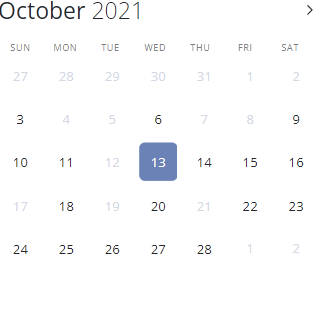 October 2021
SUN MON TUE WED THU FRI SAT
27 28 29 30 31 1 2
3 4 5 6 7 8 9
10 11 12 13 14 15 16
17 18 19 20 21 22 23
24 25 26 27 28 1 2